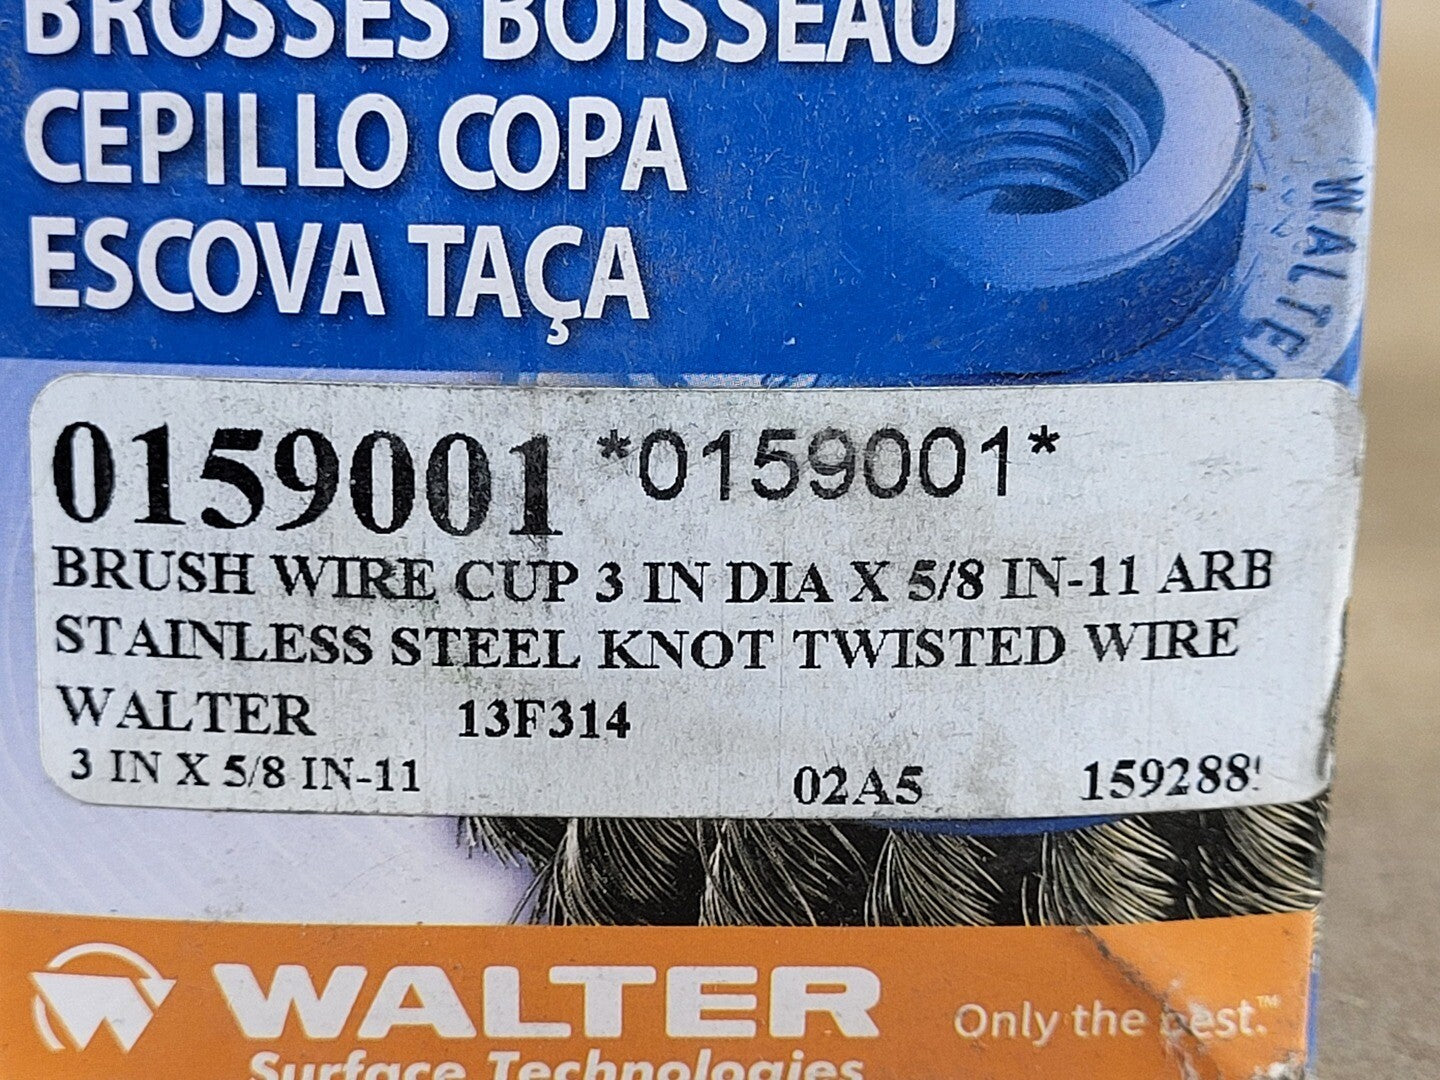 BROSSES BOISSEAU
CEPILLO COPA
ESCOVA TAÇA
WALTER
0159001 *0159001*
BRUSH WIRE CUP 3 IN DIA X 5/8 IN-11 ARB
STAINLESS STEEL KNOT TWISTED WIRE
WALTER 13F314
3 IN X 5/8 IN-11 02A5 159288
WALTER Only the best.™
Surface Technologies